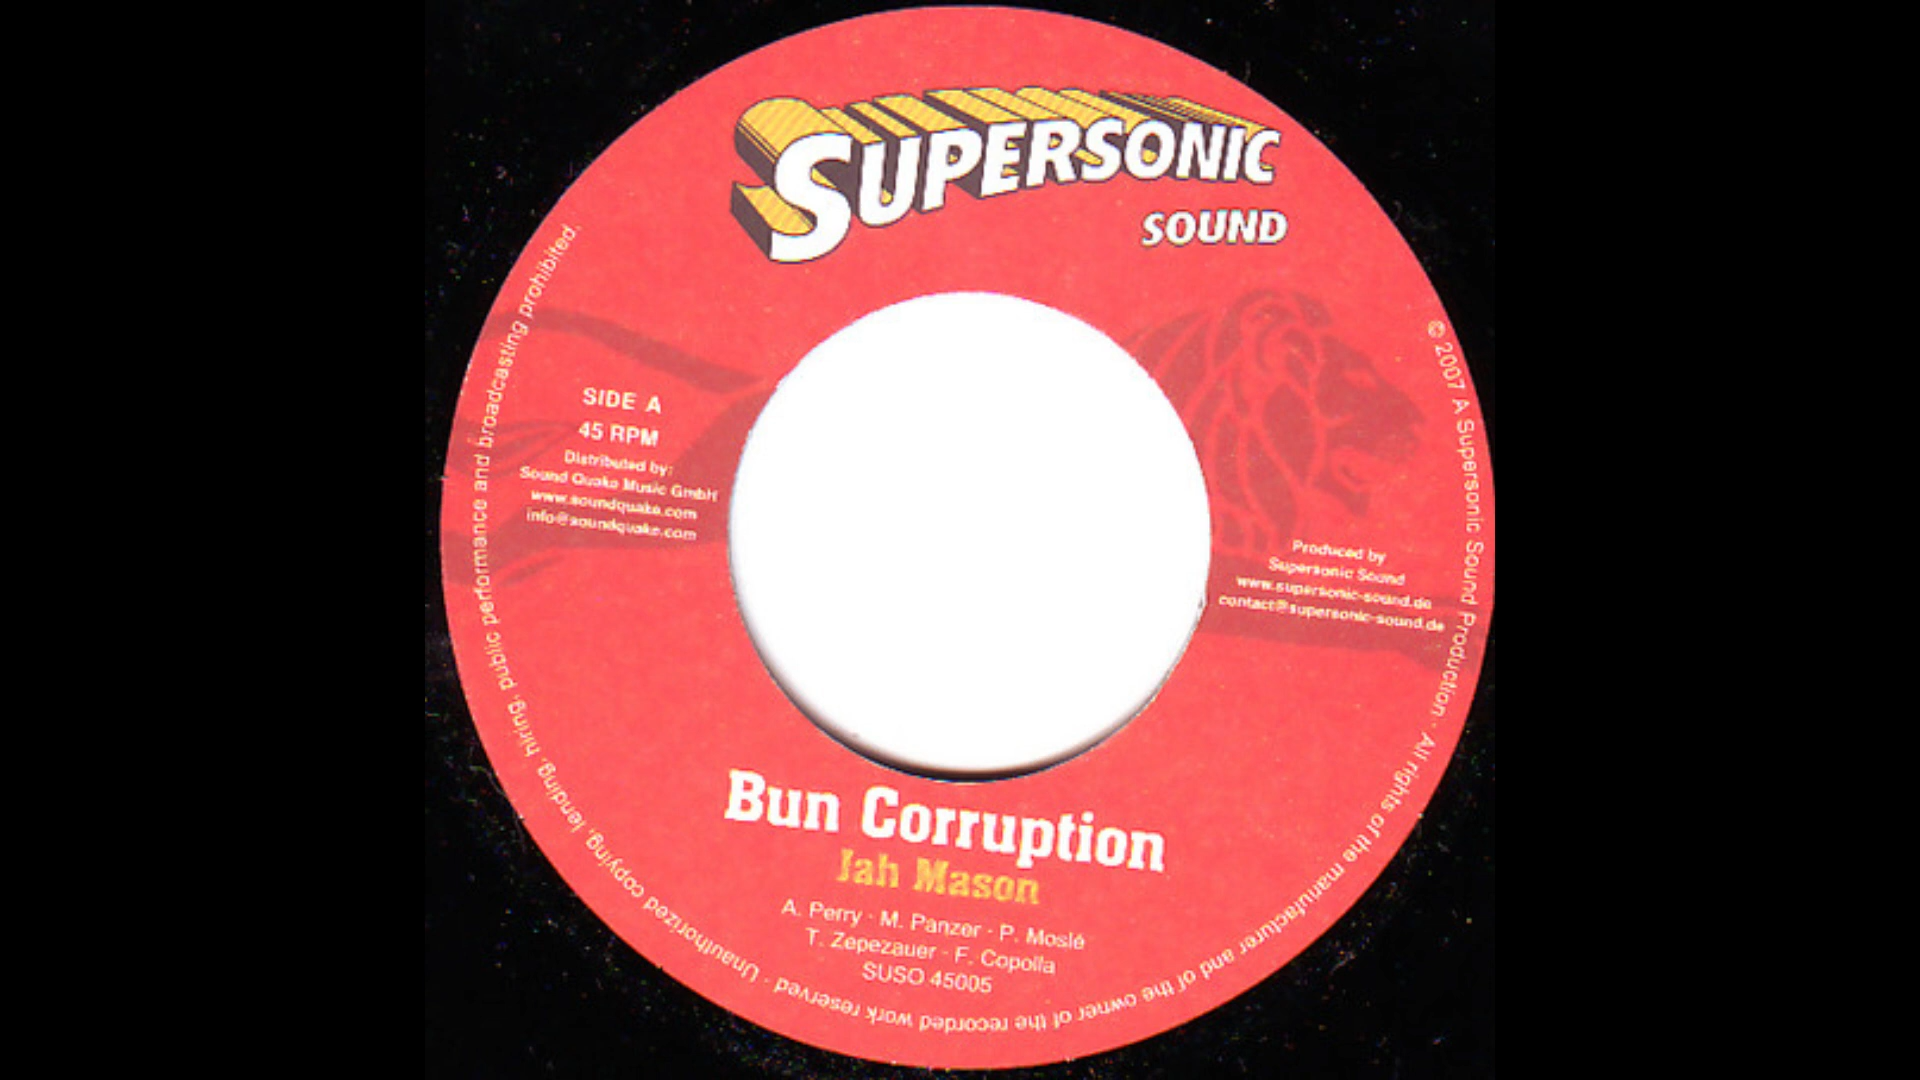 SUPERSONIC
SOUND
SIDE A
45 RPM
Distributed by:
Sound Quake Music GmbH
www.soundquake.com
info@soundquake.com
Produced by
Supersonic Sound
www.supersonic-sound.de
contact@supersonic-sound.de
Bun Corruption
Jah Mason
A. Perry · M. Panzer · P. Moslé
T. Zepezauer · F. Copolla
SUSO 45005
© 2007 A Supersonic Sound Production · All rights of the manufacturer and of the owner of the recorded work reserved · Unauthorized copying, lending, hiring, public performance and broadcasting prohibited.